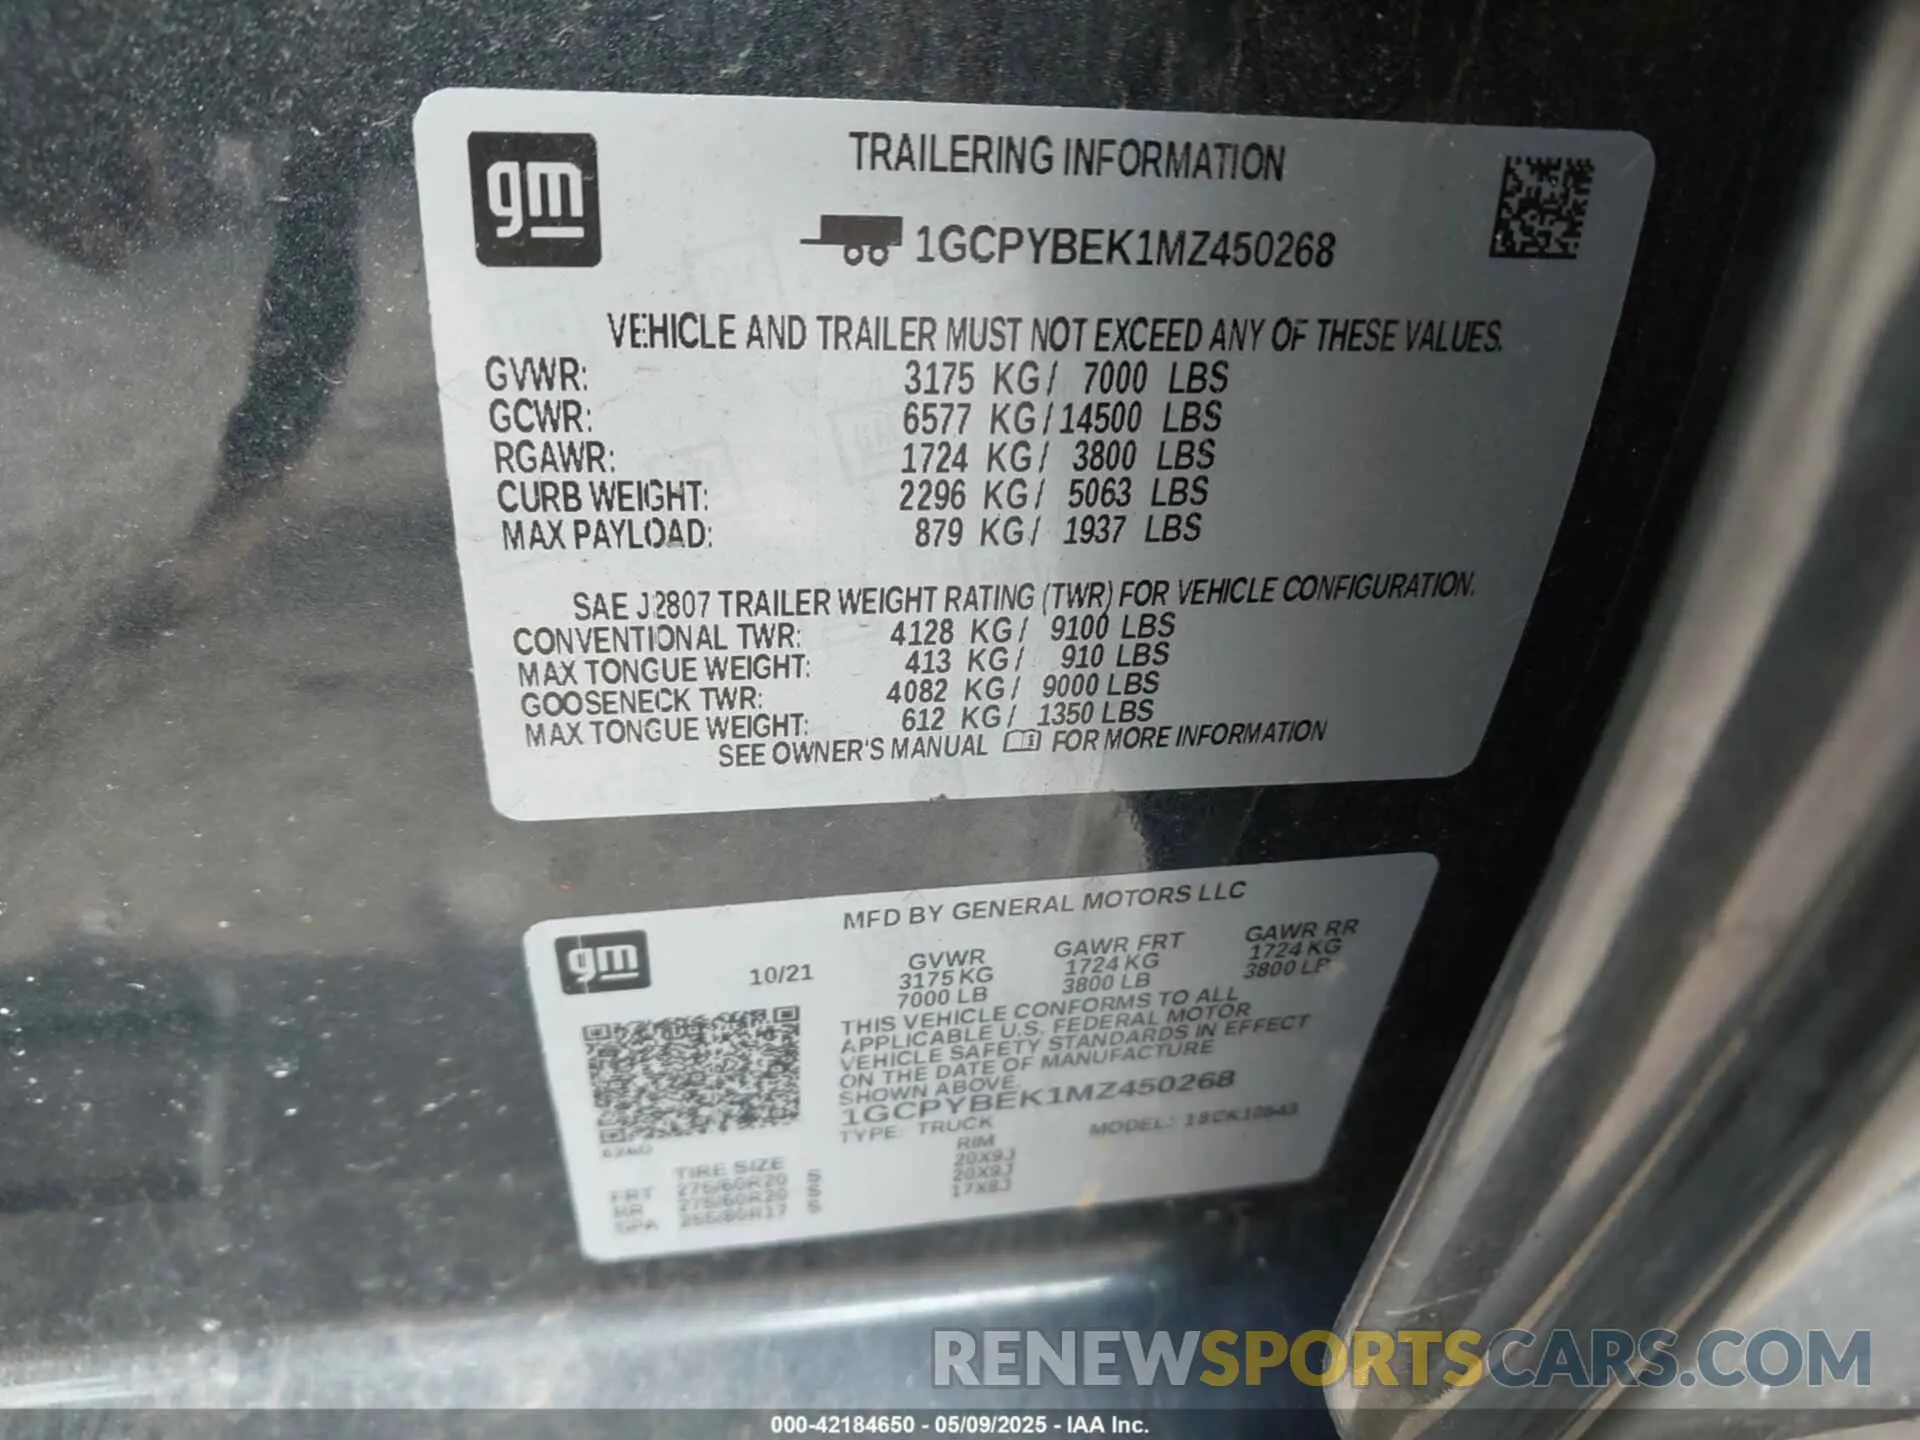 gm
TRAILERING INFORMATION
1GCPYBEK1MZ450268
VEHICLE AND TRAILER MUST NOT EXCEED ANY OF THESE VALUES.
GVWR: 3175 KG/ 7000 LBS
GCWR: 6577 KG/14500 LBS
RGAWR: 1724 KG/ 3800 LBS
CURB WEIGHT: 2296 KG/ 5063 LBS
MAX PAYLOAD: 879 KG/ 1937 LBS
SAE J2807 TRAILER WEIGHT RATING (TWR) FOR VEHICLE CONFIGURATION.
CONVENTIONAL TWR: 4128 KG/ 9100 LBS
MAX TONGUE WEIGHT: 413 KG/ 910 LBS
GOOSENECK TWR: 4082 KG/ 9000 LBS
MAX TONGUE WEIGHT: 612 KG/ 1350 LBS
SEE OWNER'S MANUAL FOR MORE INFORMATION
gm
MFD BY GENERAL MOTORS LLC
10/21 GVWR GAWR FRT GAWR RR
3175 KG 1724 KG 1724 KG
7000 LB 3800 LB 3800 LB
THIS VEHICLE CONFORMS TO ALL
APPLICABLE U.S. FEDERAL MOTOR
VEHICLE SAFETY STANDARDS IN EFFECT
ON THE DATE OF MANUFACTURE
SHOWN ABOVE.
1GCPYBEK1MZ450268
TYPE: TRUCK MODEL:
TIRE SIZE RIM
FRT 275/60R20 S 20X9J
RR 275/60R20 S 20X9J
SPA S 17X8J
RENEWSPORTSCARS.COM
000-42184650 - 05/09/2025 - IAA Inc.